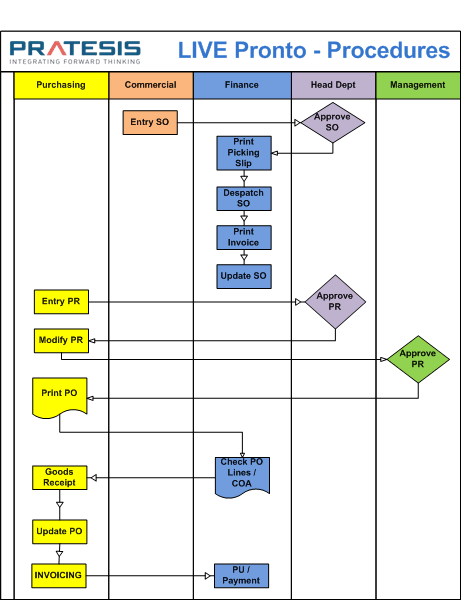 PRATESIS
INTEGRATING FORWARD THINKING
LIVE Pronto - Procedures
Purchasing
Commercial
Finance
Head Dept
Management
Entry SO
Approve
SO
Print
Picking
Slip
Despatch
SO
Print
Invoice
Update SO
Entry PR
Approve
PR
Modify PR
Approve
PR
Print PO
Check PO
Lines /
COA
Goods
Receipt
Update PO
INVOICING
PU /
Payment